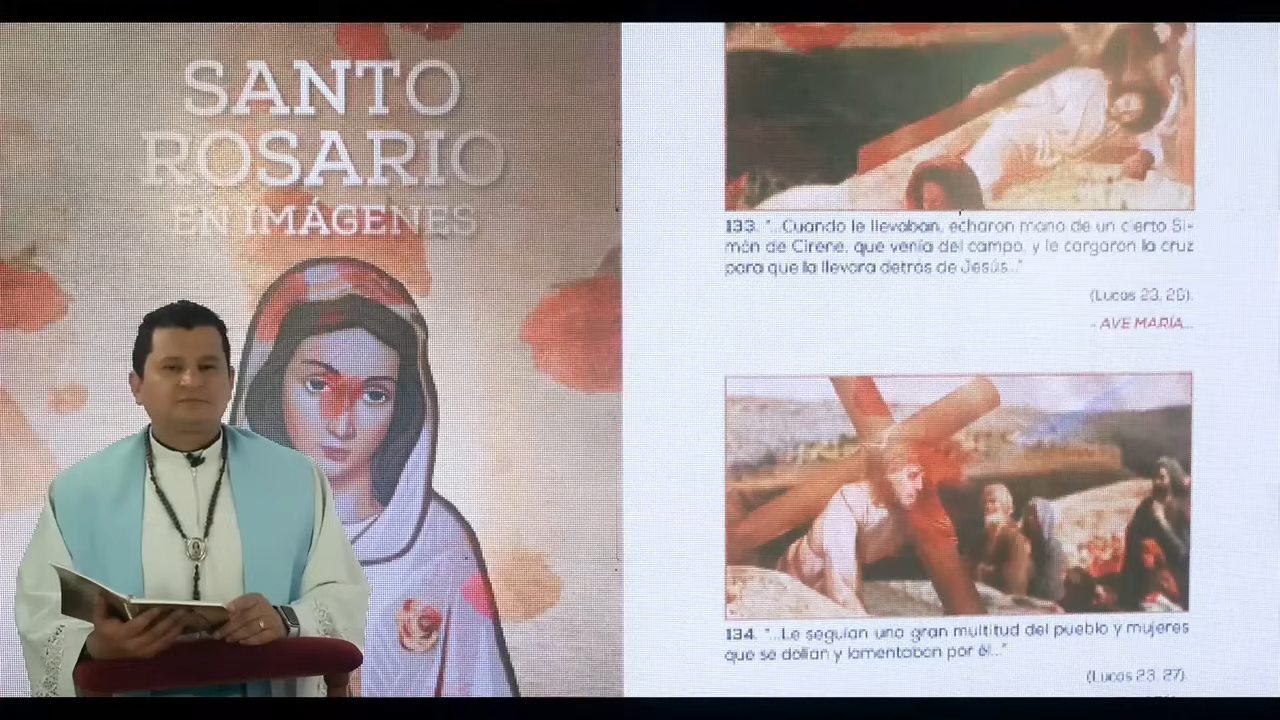 SANTO
ROSARIO
EN IMÁGENES
133. "...Cuando le llevaban, echaron mano de un cierto Si-
món de Cirene, que venía del campo, y le cargaron la cruz
para que la llevara detrás de Jesús..."
(Lucas 23, 26).
- AVE MARÍA...
134. "...Le seguían una gran multitud del pueblo y mujeres
que se dolían y lamentaban por él..."
(Lucas 23, 27).